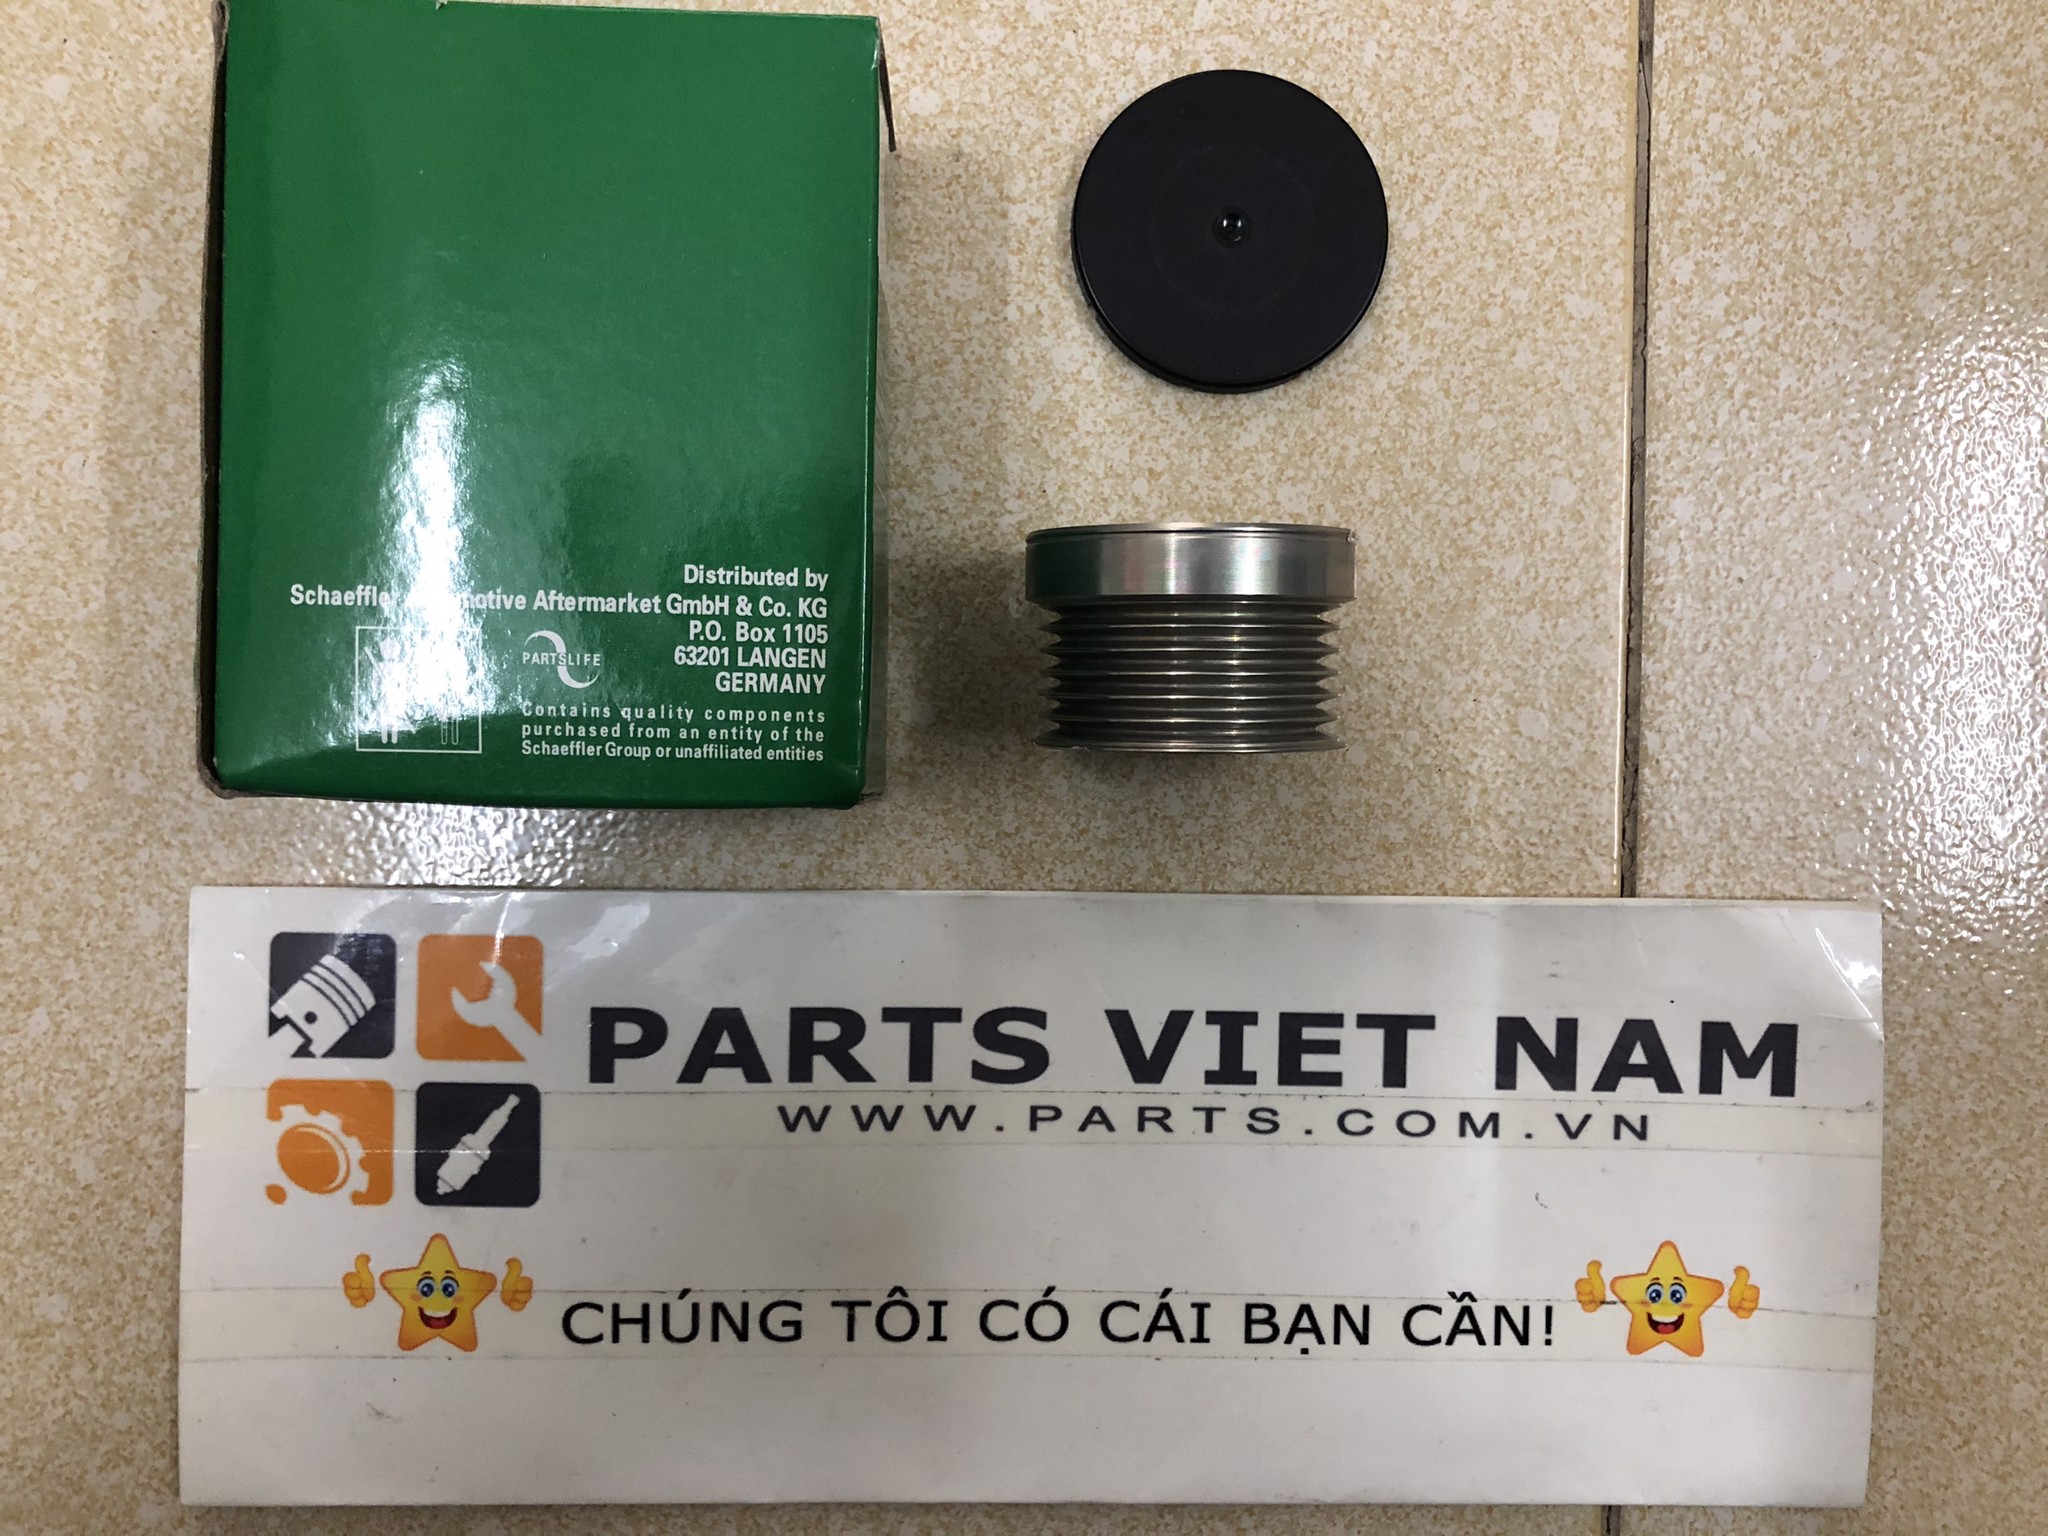 Distributed by
Schaeffler Automotive Aftermarket GmbH & Co. KG
P.O. Box 1105
63201 LANGEN
GERMANY
PARTSLIFE
Contains quality components
purchased from an entity of the
Schaeffler Group or unaffiliated entities
PARTS VIET NAM
WWW.PARTS.COM.VN
CHÚNG TÔI CÓ CÁI BẠN CẦN!